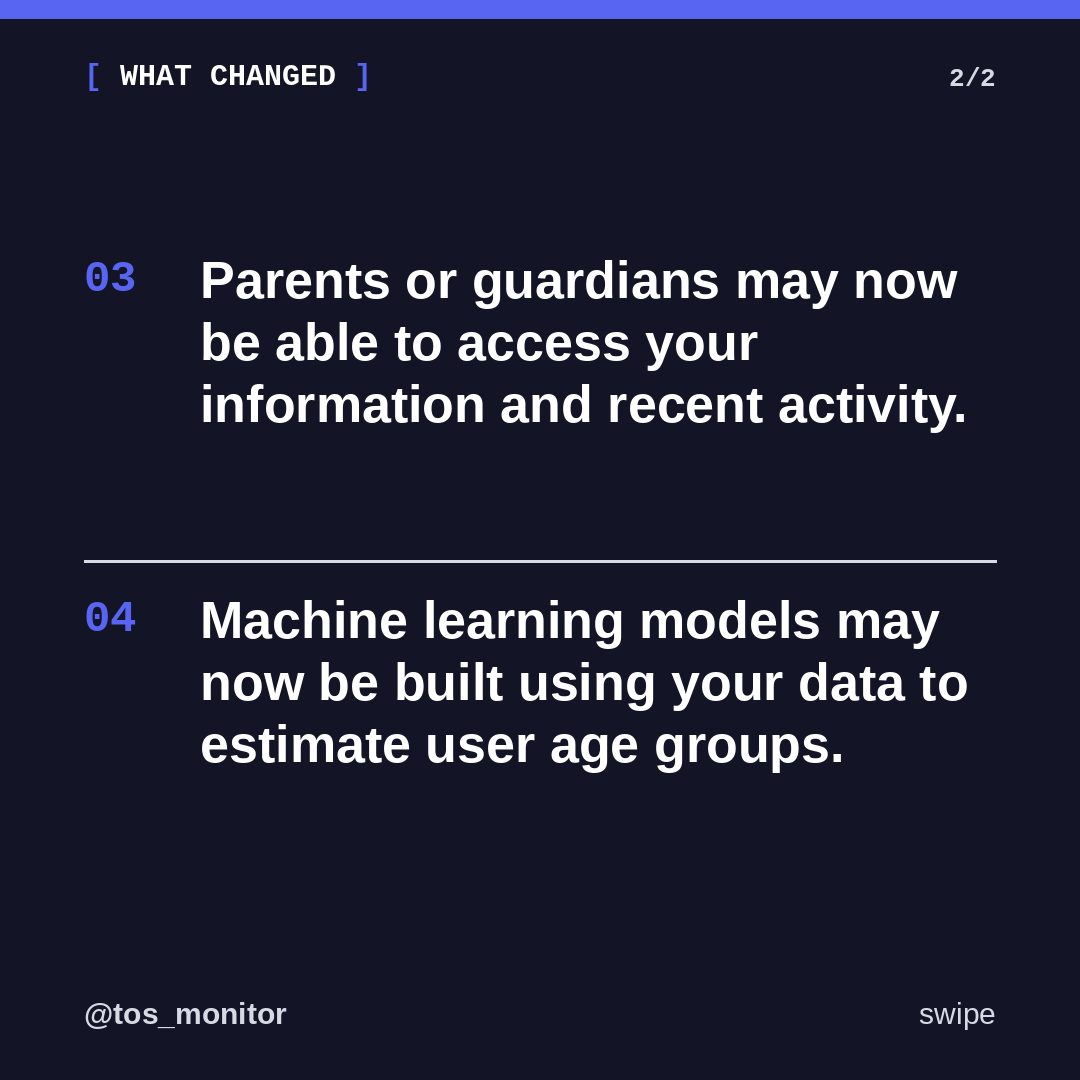 [ WHAT CHANGED ]
2/2
03
Parents or guardians may now
be able to access your
information and recent activity.
04
Machine learning models may
now be built using your data to
estimate user age groups.
@tos_monitor
swipe